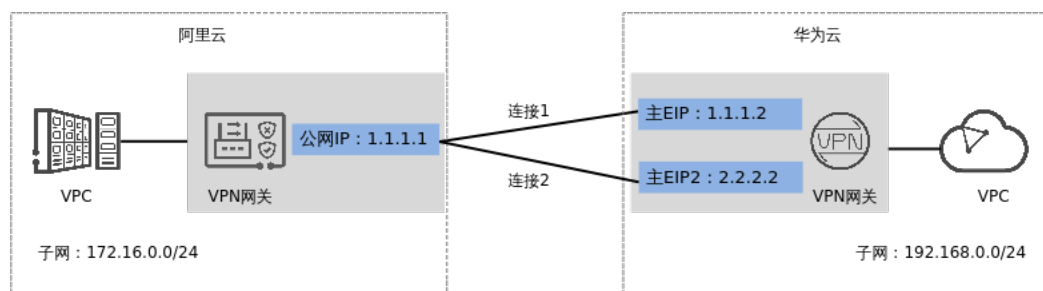 阿里云
华为云
公网IP：1.1.1.1
连接1
连接2
主EIP：1.1.1.2
主EIP2：2.2.2.2
VPN
VPC
VPN网关
VPN网关
VPC
子网：172.16.0.0/24
子网：192.168.0.0/24